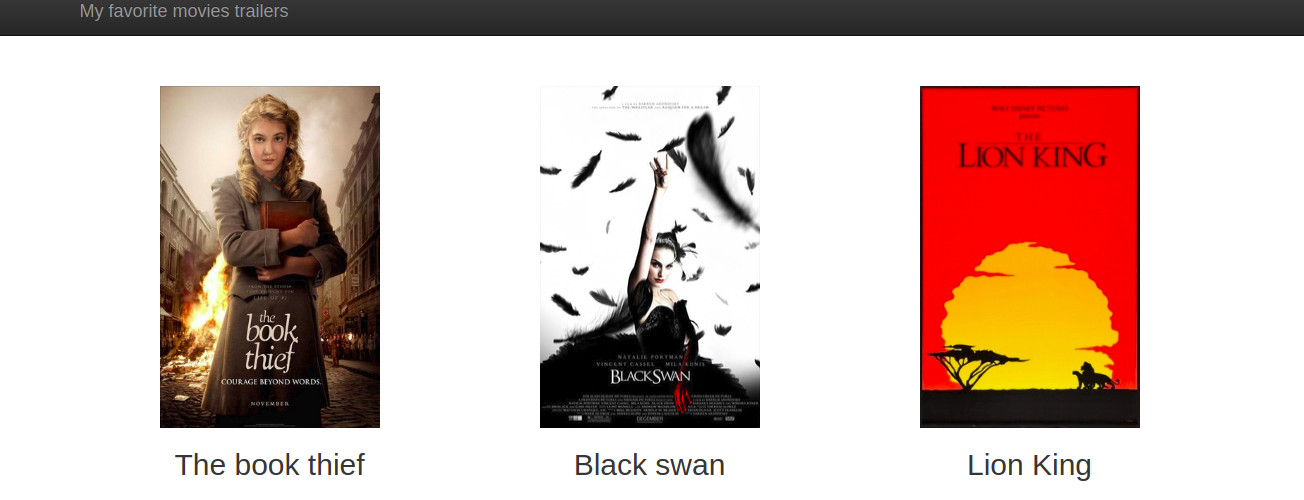 My favorite movies trailers
the
book
thief
COURAGE BEYOND WORDS.
NOVEMBER
NATALIE PORTMAN
VINCENT CASSEL MILA KUNIS
BLACK SWAN
DECEMBER
WALT DISNEY PICTURES
presents
THE
LION KING
The book thief
Black swan
Lion King